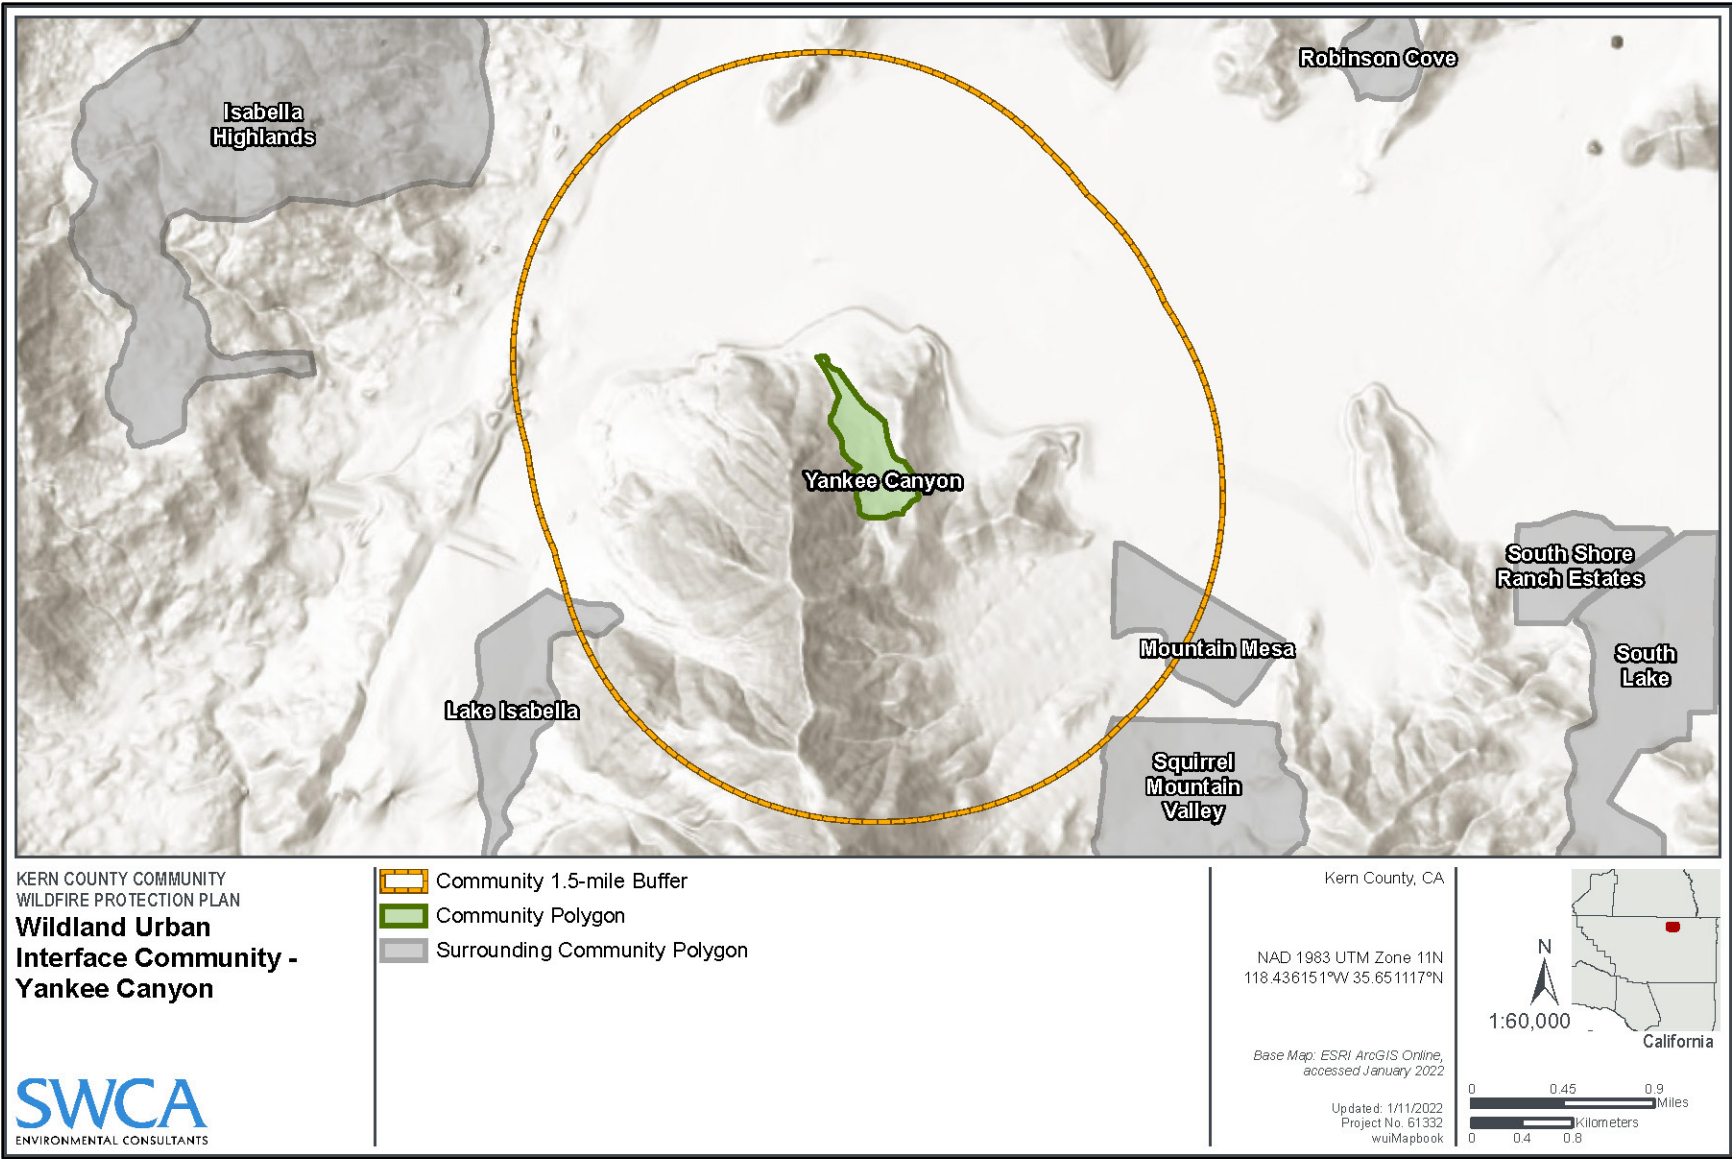 Robinson Cove
Isabella
Highlands
Yankee Canyon
South Shore
Ranch Estates
Mountain Mesa
South
Lake
Lake Isabella
Squirrel
Mountain
Valley
KERN COUNTY COMMUNITY
WILDFIRE PROTECTION PLAN
Wildland Urban
Interface Community -
Yankee Canyon
SWCA
ENVIRONMENTAL CONSULTANTS
Community 1.5-mile Buffer
Community Polygon
Surrounding Community Polygon
Kern County, CA
NAD 1983 UTM Zone 11N
118.436151°W 35.651117°N
Base Map: ESRI ArcGIS Online,
accessed January 2022
Updated: 1/11/2022
Project No. 61332
wuiMapbook
N
1:60,000
California
0 0.45 0.9
Miles
Kilometers
0 0.4 0.8